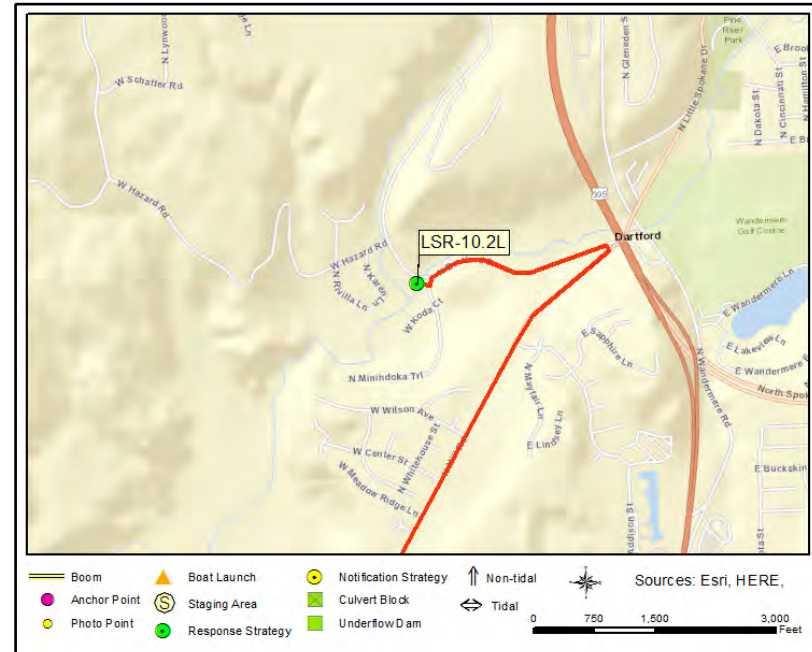 Pine
River
Park
N Lynwood
W Schafer Rd
N Gleneden St
N Little Spokane Dr
E Brook
N Dakota St
N Cincinnati St
N Hamilton St
W Hazard Rd
395
Dartford
Wandermere
Golf Course
LSR-10.2L
W Hazard Rd
N Rivilla Ln
N Karen Ln
W Koda Ct
E Wandermere Ln
E Sapphire Ln
E Lakeview Ln
N Minihdoka Trl
E Wandermere
N Mayfair Ln
N Wandermere Rd
North Spok
W Wilson Ave
E Lindsey Ln
N Whitehouse St
W Center St
W Meadow Ridge Ln
E Buckskin
Addison St
Boom
Boat Launch
Notification Strategy
Non-tidal
Sources: Esri, HERE,
Anchor Point
S
Staging Area
Culvert Block
Tidal
Photo Point
Response Strategy
Underflow Dam
0 750 1,500 3,000
Feet